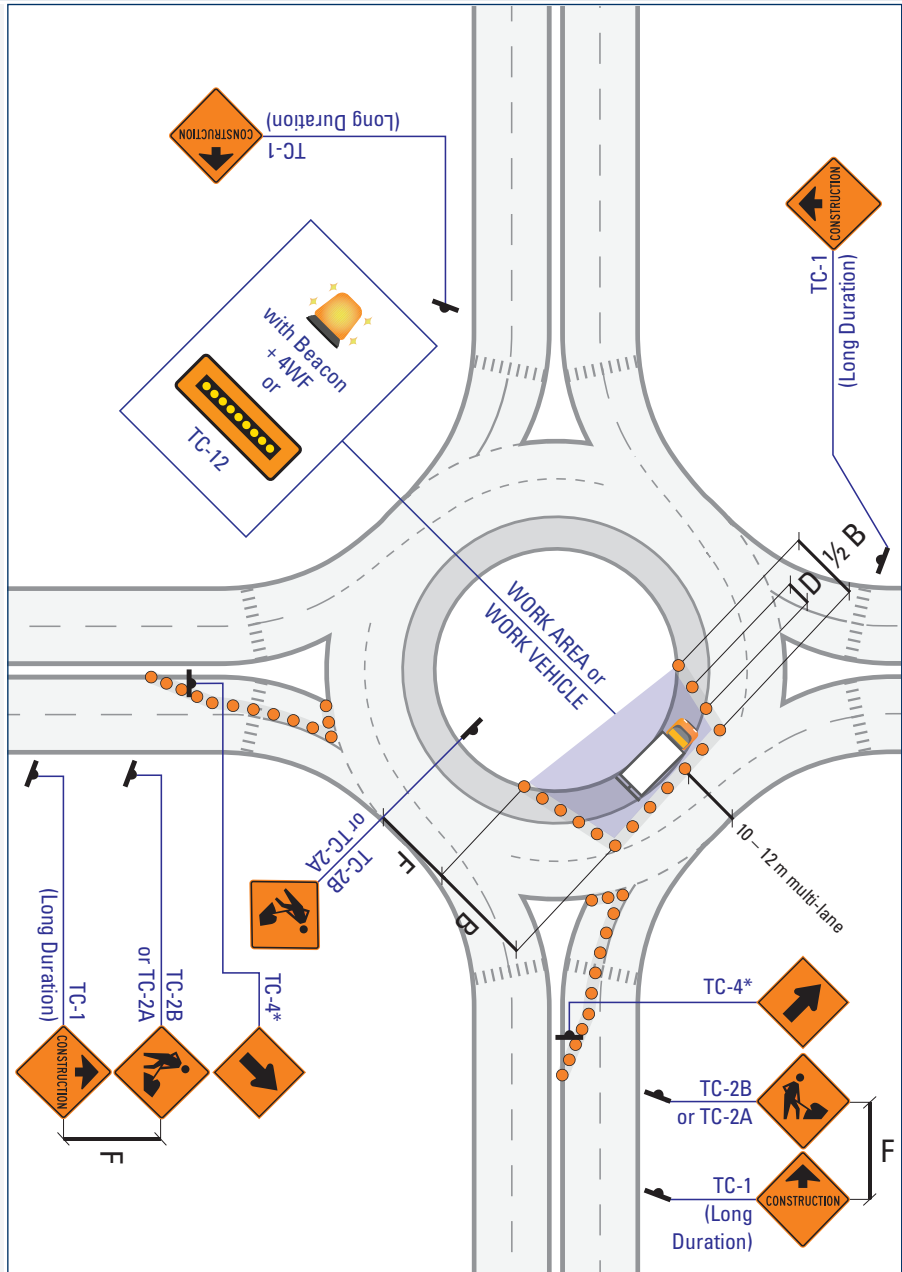 CONSTRUCTION
TC-1
(Long Duration)
CONSTRUCTION
TC-1
(Long Duration)
with Beacon
+ 4WF
or
TC-12
WORK AREA or
WORK VEHICLE
D
½ B
10 – 12 m multi-lane
TC-2B
or TC-2A
F
B
TC-4*
TC-2B
or TC-2A
TC-1
(Long Duration)
CONSTRUCTION
F
TC-4*
TC-2B
or TC-2A
TC-1
(Long
Duration)
CONSTRUCTION
F